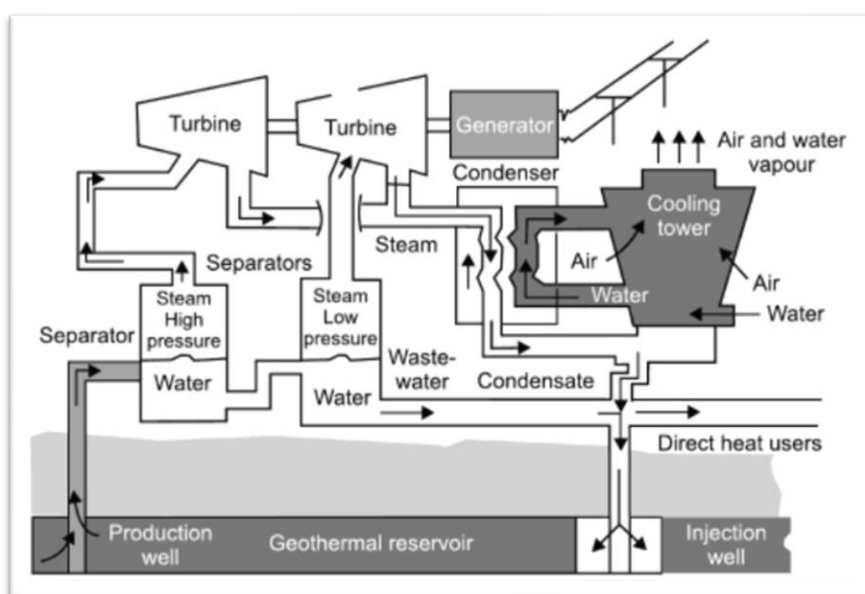 Turbine
Turbine
Generator
Air and water
vapour
Condenser
Cooling
tower
Steam
Air
Air
Separators
Water
Water
Steam
High
pressure
Steam
Low
pressure
Separator
Waste-
water
Water
Condensate
Water
Direct heat users
Production
well
Geothermal reservoir
Injection
well